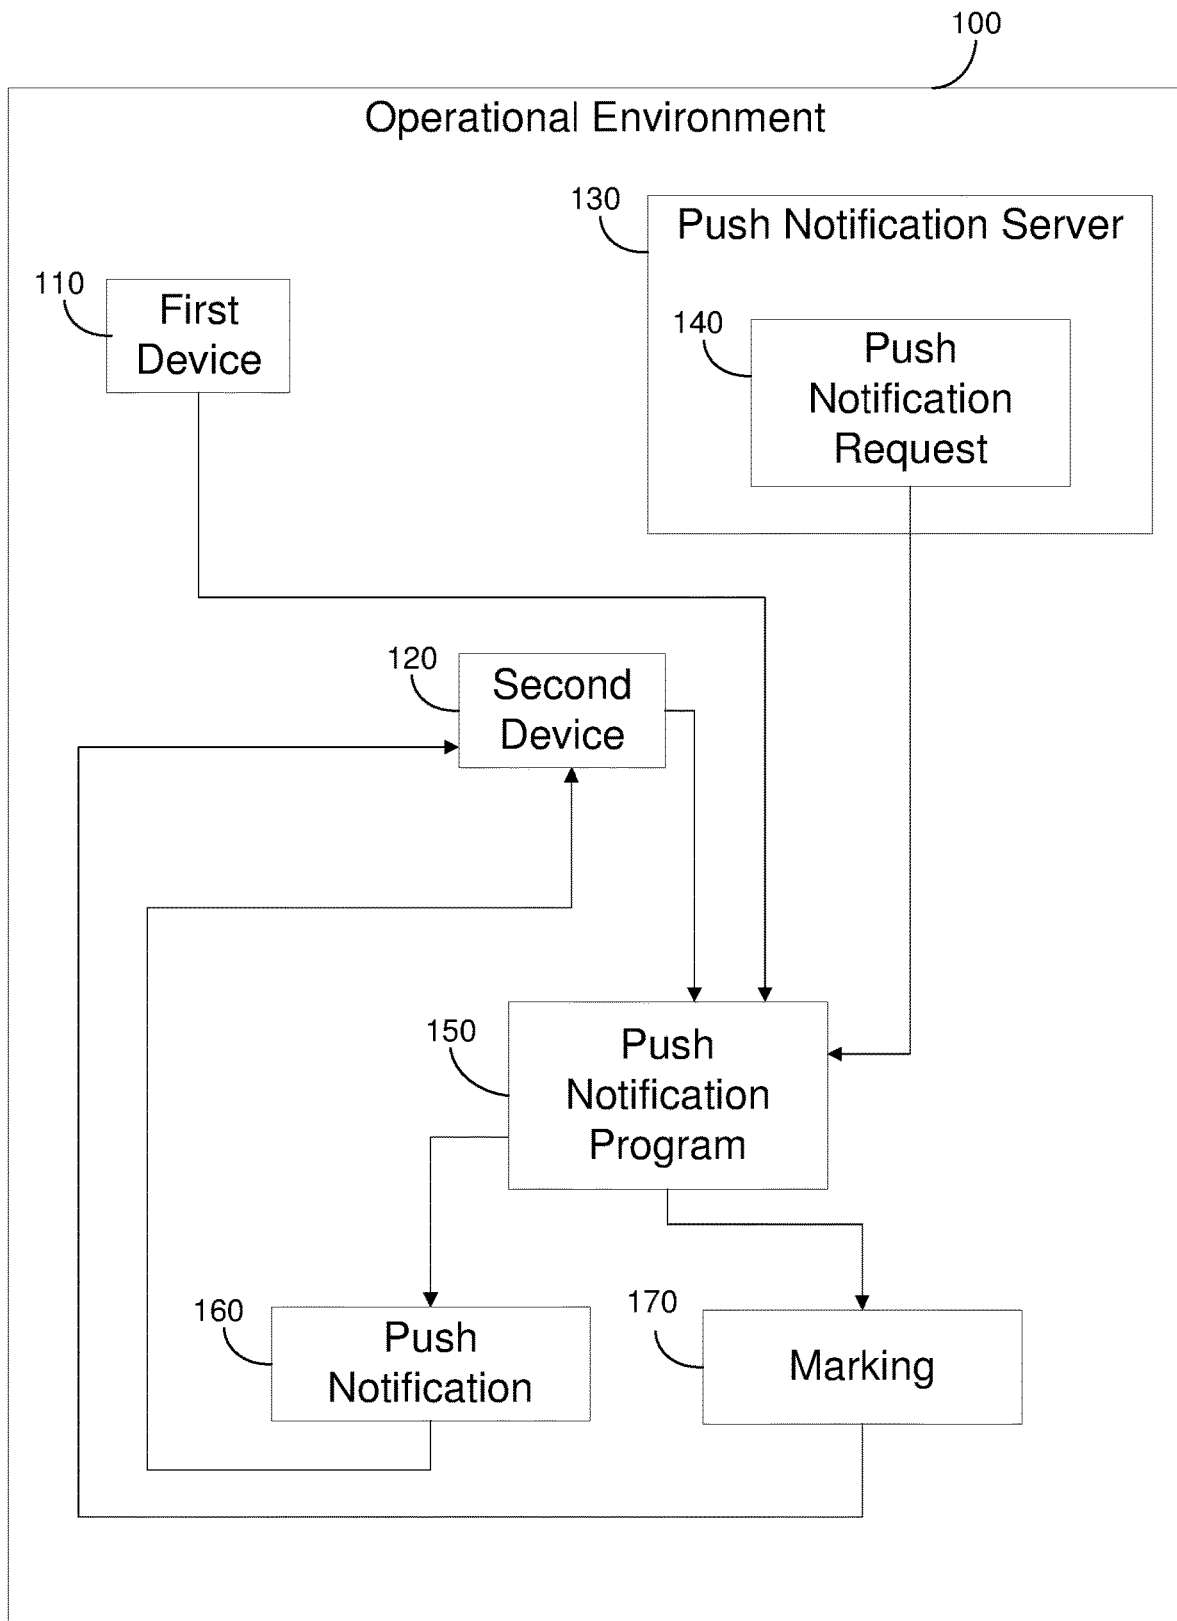 100
Operational Environment
130
Push Notification Server
110
First
Device
140
Push
Notification
Request
120
Second
Device
150
Push
Notification
Program
160
Push
Notification
170
Marking